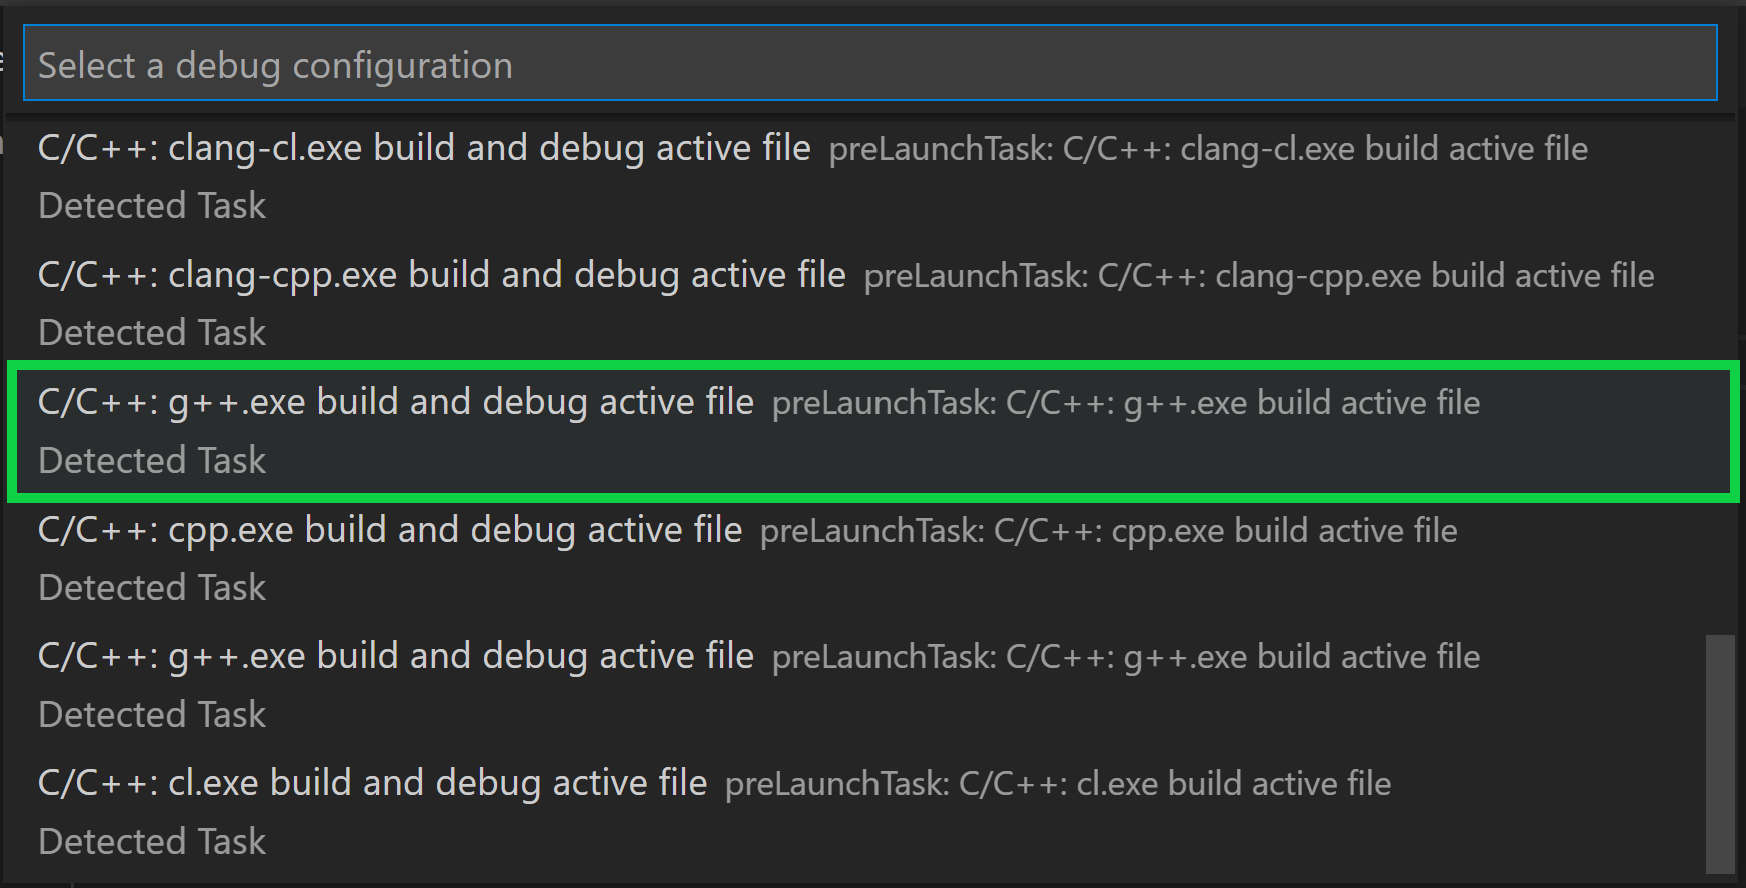 Select a debug configuration
C/C++: clang-cl.exe build and debug active file preLaunchTask: C/C++: clang-cl.exe build active file
Detected Task
C/C++: clang-cpp.exe build and debug active file preLaunchTask: C/C++: clang-cpp.exe build active file
Detected Task
C/C++: g++.exe build and debug active file preLaunchTask: C/C++: g++.exe build active file
Detected Task
C/C++: cpp.exe build and debug active file preLaunchTask: C/C++: cpp.exe build active file
Detected Task
C/C++: g++.exe build and debug active file preLaunchTask: C/C++: g++.exe build active file
Detected Task
C/C++: cl.exe build and debug active file preLaunchTask: C/C++: cl.exe build active file
Detected Task